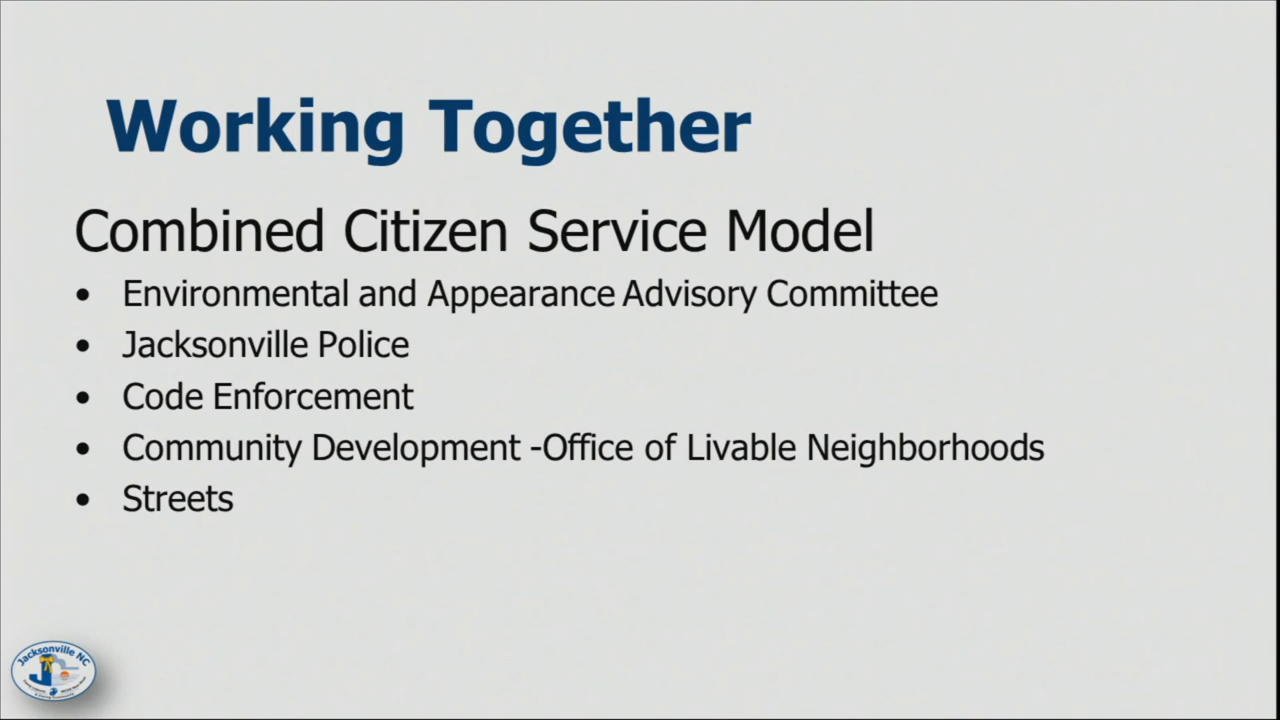 Working Together
Combined Citizen Service Model
• Environmental and Appearance Advisory Committee
• Jacksonville Police
• Code Enforcement
• Community Development -Office of Livable Neighborhoods
• Streets
Jacksonville NC